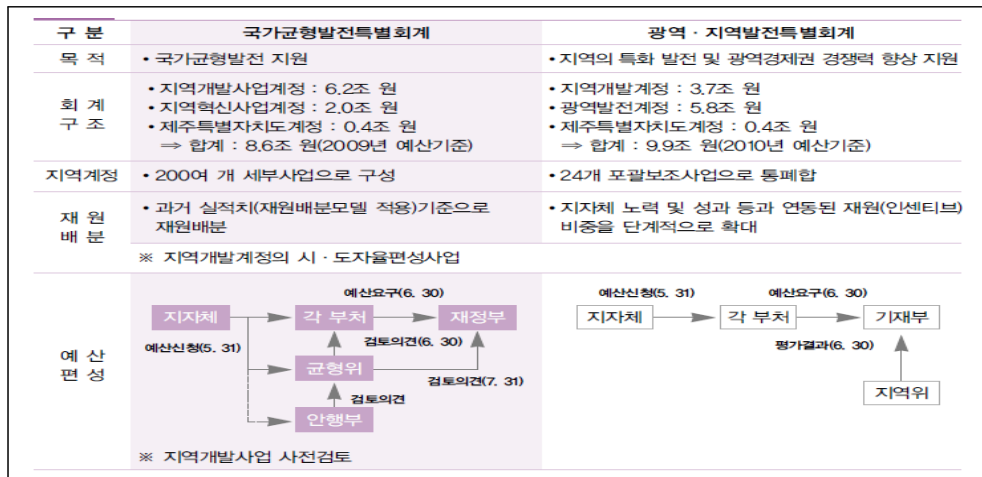 구 분 국가균형발전특별회계 광역 · 지역발전특별회계
목 적 • 국가균형발전 지원 • 지역의 특화 발전 및 광역경제권 경쟁력 향상 지원
회 계
구 조
• 지역개발사업계정 : 6.2조 원
• 지역혁신사업계정 : 2.0조 원
• 제주특별자치도계정 : 0.4조 원
⇒ 합계 : 8.6조 원(2009년 예산기준)
• 지역개발계정 : 3.7조 원
• 광역발전계정 : 5.8조 원
• 제주특별자치도계정 : 0.4조 원
⇒ 합계 : 9.9조 원(2010년 예산기준)
지역계정 • 200여 개 세부사업으로 구성 • 24개 포괄보조사업으로 통폐합
재 원
배 분
• 과거 실적치(재원배분모델 적용)기준으로
재원배분
• 지자체 노력 및 성과 등과 연동된 재원(인센티브)
비중을 단계적으로 확대
※ 지역개발계정의 시 · 도자율편성사업
예 산
편 성
예산요구(6. 30)
지자체 각 부처 재정부
예산신청(5. 31) 검토의견(6. 30)
균형위
검토의견(7. 31)
검토의견
안행부
※ 지역개발사업 사전검토
예산신청(5. 31) 예산요구(6. 30)
지자체 각 부처 기재부
평가결과(6. 30)
지역위